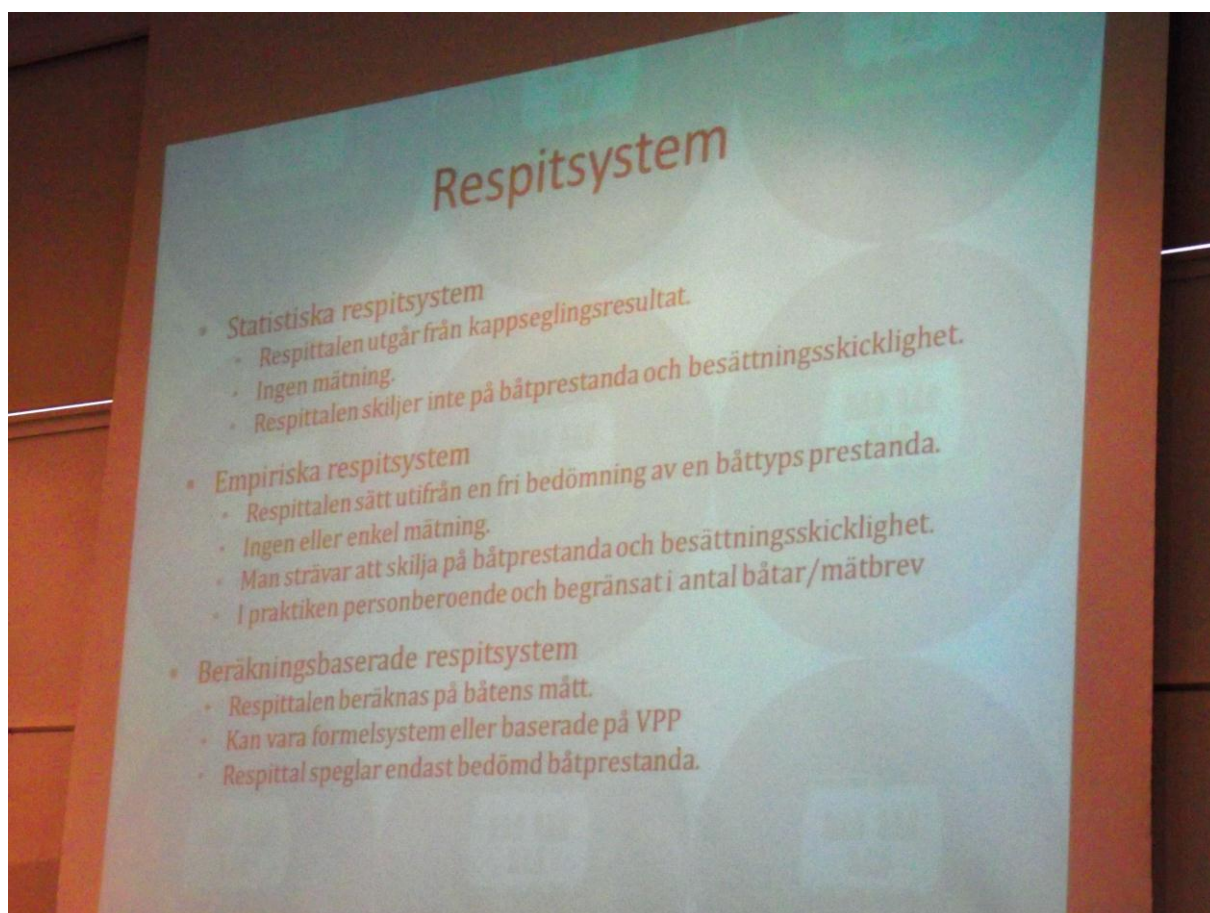 Respitsystem
• Statistiska respitsystem
• Respittalen utgår från kappseglingsresultat.
• Ingen mätning.
• Respittalen skiljer inte på båtprestanda och besättningsskicklighet.
• Empiriska respitsystem
• Respittalen sätt utifrån en fri bedömning av en båttyps prestanda.
• Ingen eller enkel mätning.
• Man strävar att skilja på båtprestanda och besättningsskicklighet.
• I praktiken personberoende och begränsat i antal båtar/mätbrev
• Beräkningsbaserade respitsystem
• Respittalen beräknas på båtens mått.
• Kan vara formelsystem eller baserade på VPP
• Respittal speglar endast bedömd båtprestanda.